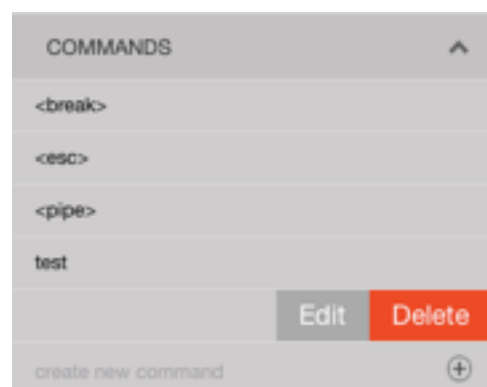 COMMANDS
<break>
<esc>
<pipe>
test
Edit Delete
create new command